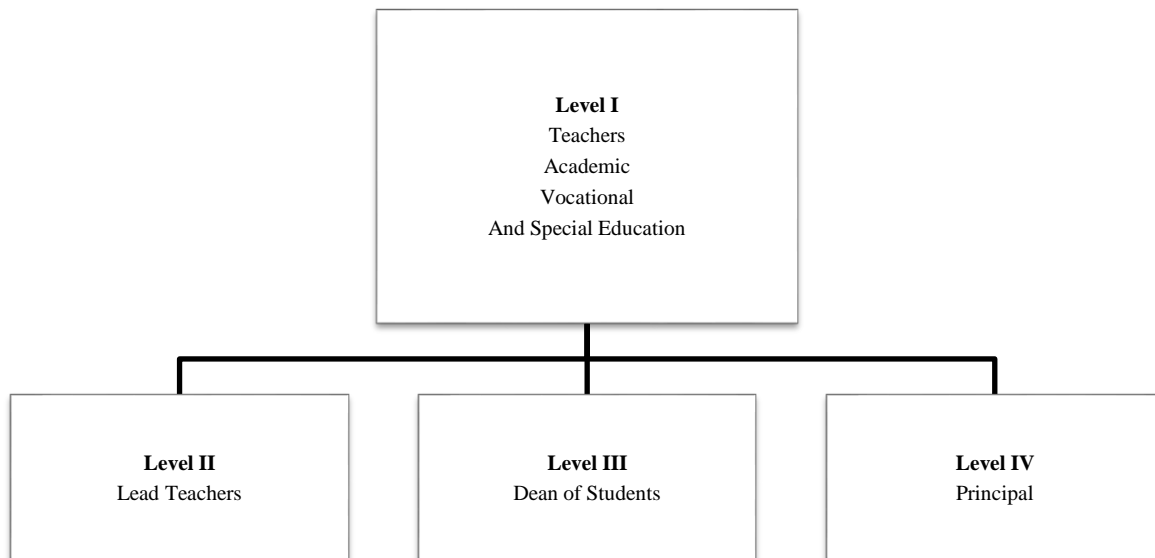 Level I
Teachers
Academic
Vocational
And Special Education
Level II
Lead Teachers
Level III
Dean of Students
Level IV
Principal